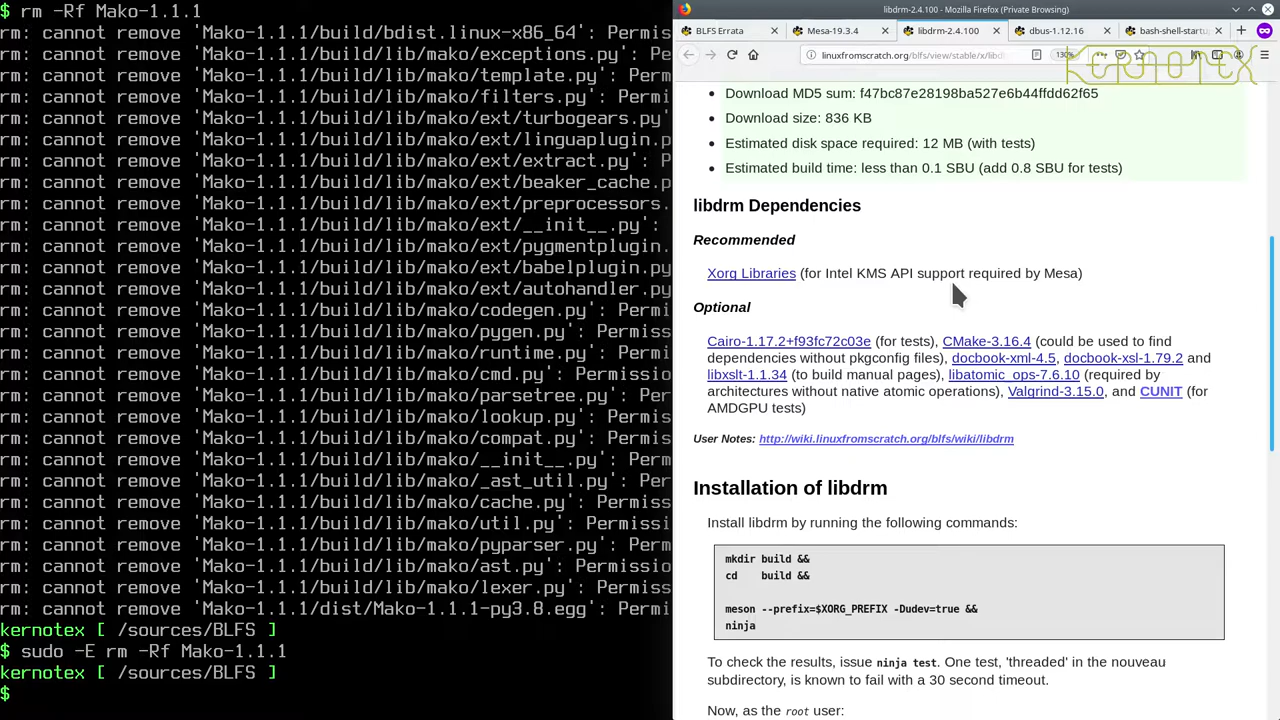 $ rm -Rf Mako-1.1.1
rm: cannot remove 'Mako-1.1.1/build/bdist.linux-x86_64': Permiss
rm: cannot remove 'Mako-1.1.1/build/lib/mako/exceptions.py': Per
rm: cannot remove 'Mako-1.1.1/build/lib/mako/template.py': Permi
rm: cannot remove 'Mako-1.1.1/build/lib/mako/filters.py': Permi
rm: cannot remove 'Mako-1.1.1/build/lib/mako/ext/turbogears.py'
rm: cannot remove 'Mako-1.1.1/build/lib/mako/ext/linguaplugin.p
rm: cannot remove 'Mako-1.1.1/build/lib/mako/ext/extract.py': Pe
rm: cannot remove 'Mako-1.1.1/build/lib/mako/ext/beaker_cache.p
rm: cannot remove 'Mako-1.1.1/build/lib/mako/ext/preprocessors.
rm: cannot remove 'Mako-1.1.1/build/lib/mako/ext/__init__.py':
rm: cannot remove 'Mako-1.1.1/build/lib/mako/ext/pygmentplugin.
rm: cannot remove 'Mako-1.1.1/build/lib/mako/ext/babelplugin.py
rm: cannot remove 'Mako-1.1.1/build/lib/mako/ext/autohandler.py
rm: cannot remove 'Mako-1.1.1/build/lib/mako/codegen.py': Permi
rm: cannot remove 'Mako-1.1.1/build/lib/mako/pygen.py': Permiss
rm: cannot remove 'Mako-1.1.1/build/lib/mako/runtime.py': Permi
rm: cannot remove 'Mako-1.1.1/build/lib/mako/cmd.py': Permissio
rm: cannot remove 'Mako-1.1.1/build/lib/mako/parsetree.py': Per
rm: cannot remove 'Mako-1.1.1/build/lib/mako/lookup.py': Permis
rm: cannot remove 'Mako-1.1.1/build/lib/mako/compat.py': Permis
rm: cannot remove 'Mako-1.1.1/build/lib/mako/__init__.py': Perm
rm: cannot remove 'Mako-1.1.1/build/lib/mako/_ast_util.py': Per
rm: cannot remove 'Mako-1.1.1/build/lib/mako/cache.py': Permiss
rm: cannot remove 'Mako-1.1.1/build/lib/mako/util.py': Permissi
rm: cannot remove 'Mako-1.1.1/build/lib/mako/pyparser.py': Perm
rm: cannot remove 'Mako-1.1.1/build/lib/mako/ast.py': Permissio
rm: cannot remove 'Mako-1.1.1/build/lib/mako/lexer.py': Permiss
rm: cannot remove 'Mako-1.1.1/dist/Mako-1.1.1-py3.8.egg': Permi
kernotex [ /sources/BLFS ]
$ sudo -E rm -Rf Mako-1.1.1
kernotex [ /sources/BLFS ]
$
libdrm-2.4.100 - Mozilla Firefox (Private Browsing)
BLFS Errata
Mesa-19.3.4
libdrm-2.4.100
dbus-1.12.16
bash-shell-startup
linuxfromscratch.org/blfs/view/stable/x/libd
130%
KERNOTEX
Download MD5 sum: f47bc87e28198ba527e6b44ffdd62f65
Download size: 836 KB
Estimated disk space required: 12 MB (with tests)
Estimated build time: less than 0.1 SBU (add 0.8 SBU for tests)
libdrm Dependencies
Recommended
Xorg Libraries (for Intel KMS API support required by Mesa)
Optional
Cairo-1.17.2+f93fc72c03e (for tests), CMake-3.16.4 (could be used to find
dependencies without pkgconfig files), docbook-xml-4.5, docbook-xsl-1.79.2 and
libxslt-1.1.34 (to build manual pages), libatomic_ops-7.6.10 (required by
architectures without native atomic operations), Valgrind-3.15.0, and CUNIT (for
AMDGPU tests)
User Notes: http://wiki.linuxfromscratch.org/blfs/wiki/libdrm
Installation of libdrm
Install libdrm by running the following commands:
mkdir build &&
cd    build &&
meson --prefix=$XORG_PREFIX -Dudev=true &&
ninja
To check the results, issue ninja test. One test, 'threaded' in the nouveau
subdirectory, is known to fail with a 30 second timeout.
Now, as the root user: